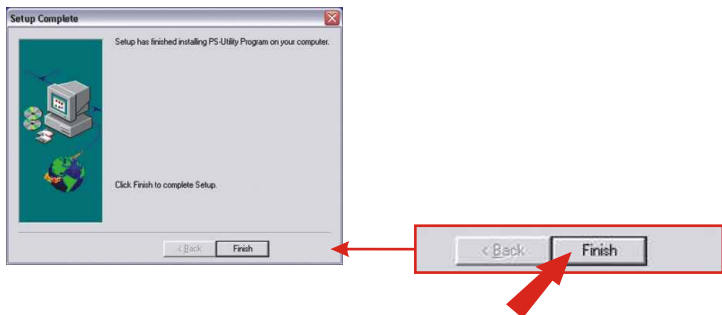 Setup Complete
Setup has finished installing PS-Utility Program on your computer.
Click Finish to complete Setup.
< Back Finish
< Back Finish